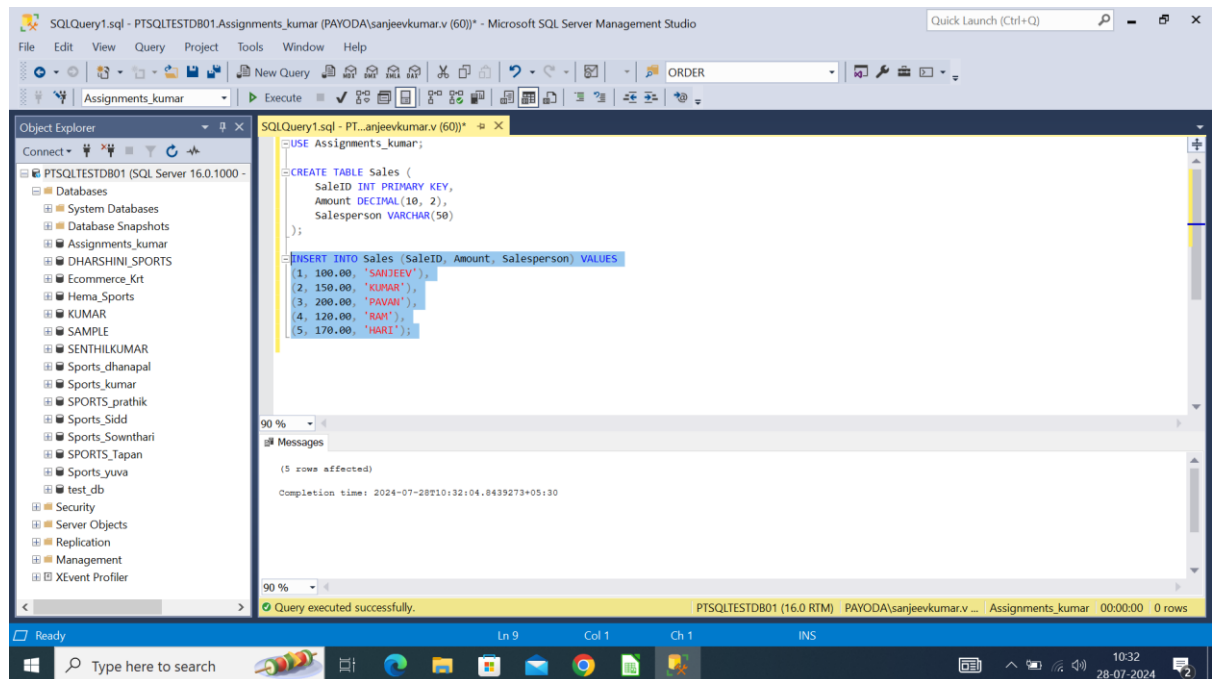 SQLQuery1.sql - PTSQLTESTDB01.Assignments_kumar (PAYODA\sanjeevkumar.v (60))* - Microsoft SQL Server Management Studio
Quick Launch (Ctrl+Q)
File Edit View Query Project Tools Window Help
New Query MDX DMX XMLA DAX ORDER
Assignments_kumar Execute
Object Explorer
Connect
PTSQLTESTDB01 (SQL Server 16.0.1000 -
Databases
System Databases
Database Snapshots
Assignments_kumar
DHARSHINI_SPORTS
Ecommerce_Krt
Hema_Sports
KUMAR
SAMPLE
SENTHILKUMAR
Sports_dhanapal
Sports_kumar
SPORTS_prathik
Sports_Sidd
Sports_Sownthari
SPORTS_Tapan
Sports_yuva
test_db
Security
Server Objects
Replication
Management
XEvent Profiler
SQLQuery1.sql - PT...anjeevkumar.v (60))*
USE Assignments_kumar;
CREATE TABLE Sales (
SaleID INT PRIMARY KEY,
Amount DECIMAL(10, 2),
Salesperson VARCHAR(50)
);
INSERT INTO Sales (SaleID, Amount, Salesperson) VALUES
(1, 100.00, 'SANJEEV'),
(2, 150.00, 'KUMAR'),
(3, 200.00, 'PAVAN'),
(4, 120.00, 'RAM'),
(5, 170.00, 'HARI');
90 %
Messages
(5 rows affected)
Completion time: 2024-07-28T10:32:04.8439273+05:30
90 %
Query executed successfully. PTSQLTESTDB01 (16.0 RTM) PAYODA\sanjeevkumar.v ... Assignments_kumar 00:00:00 0 rows
Ready Ln 9 Col 1 Ch 1 INS
Type here to search
10:32
28-07-2024
2